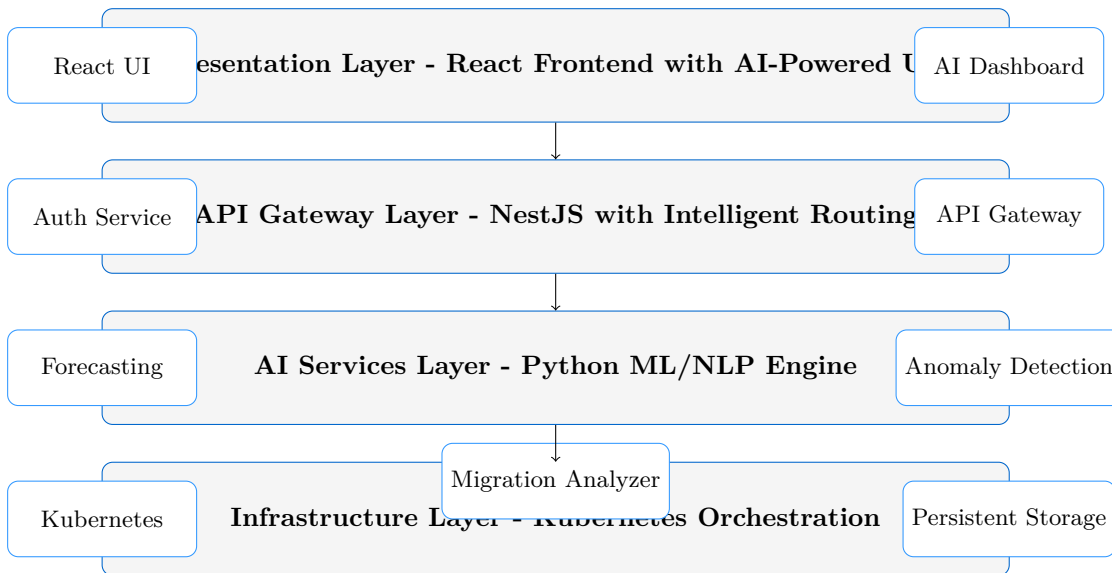 React UI
esentation Layer - React Frontend with AI-Powered U
AI Dashboard
Auth Service
API Gateway Layer - NestJS with Intelligent Routing
API Gateway
Forecasting
AI Services Layer - Python ML/NLP Engine
Anomaly Detection
Migration Analyzer
Kubernetes
Infrastructure Layer - Kubernetes Orchestration
Persistent Storage